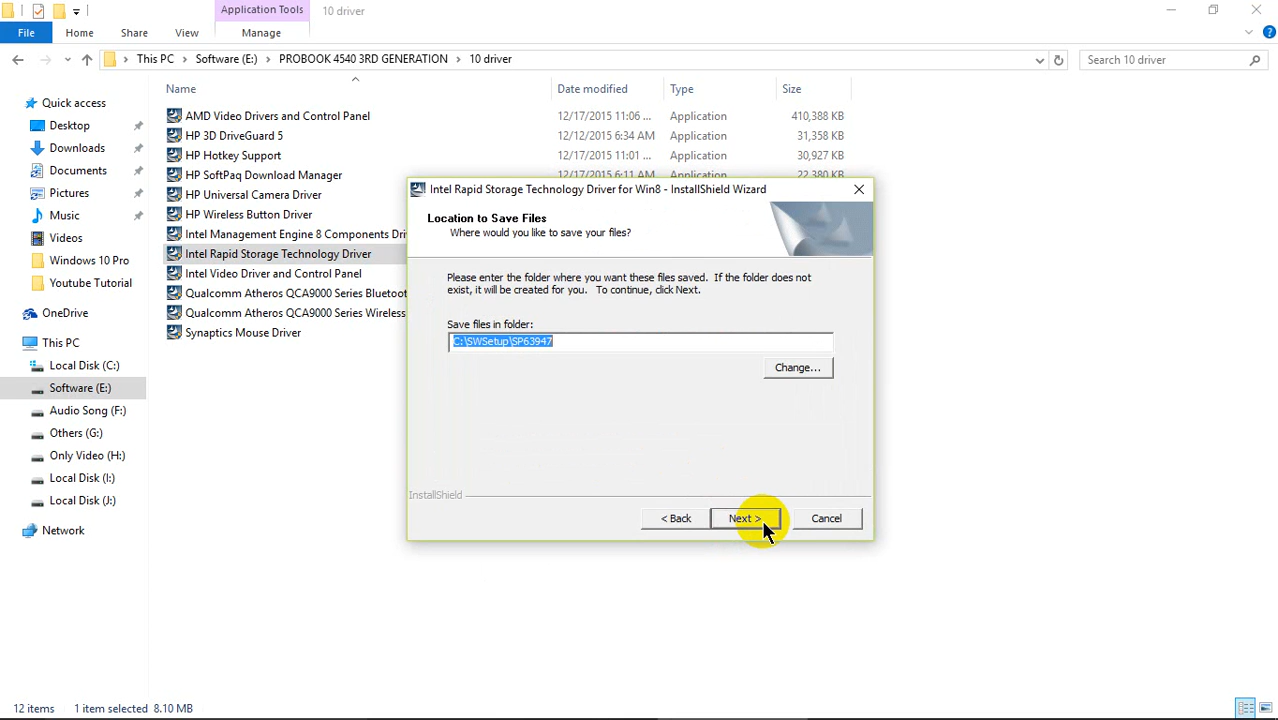 Application Tools
10 driver
File
Home
Share
View
Manage
This PC
Software (E:)
PROBOOK 4540 3RD GENERATION
10 driver
Search 10 driver
Name
Date modified
Type
Size
Quick access
Desktop
Downloads
Documents
Pictures
Music
Videos
Windows 10 Pro
Youtube Tutorial
OneDrive
This PC
Local Disk (C:)
Software (E:)
Audio Song (F:)
Others (G:)
Only Video (H:)
Local Disk (I:)
Local Disk (J:)
Network
AMD Video Drivers and Control Panel 12/17/2015 11:06 ... Application 410,388 KB
HP 3D DriveGuard 5 12/12/2015 6:34 AM Application 31,358 KB
HP Hotkey Support 12/17/2015 11:01 ... Application 30,927 KB
HP SoftPaq Download Manager 12/17/2015 6:11 AM Application 22,380 KB
HP Universal Camera Driver
HP Wireless Button Driver
Intel Management Engine 8 Components Dri
Intel Rapid Storage Technology Driver
Intel Video Driver and Control Panel
Qualcomm Atheros QCA9000 Series Bluetoot
Qualcomm Atheros QCA9000 Series Wireless
Synaptics Mouse Driver
Intel Rapid Storage Technology Driver for Win8 - InstallShield Wizard
Location to Save Files
Where would you like to save your files?
Please enter the folder where you want these files saved. If the folder does not
exist, it will be created for you. To continue, click Next.
Save files in folder:
C:\SWSetup\SP63947
Change...
InstallShield
< Back
Next >
Cancel
12 items
1 item selected 8.10 MB